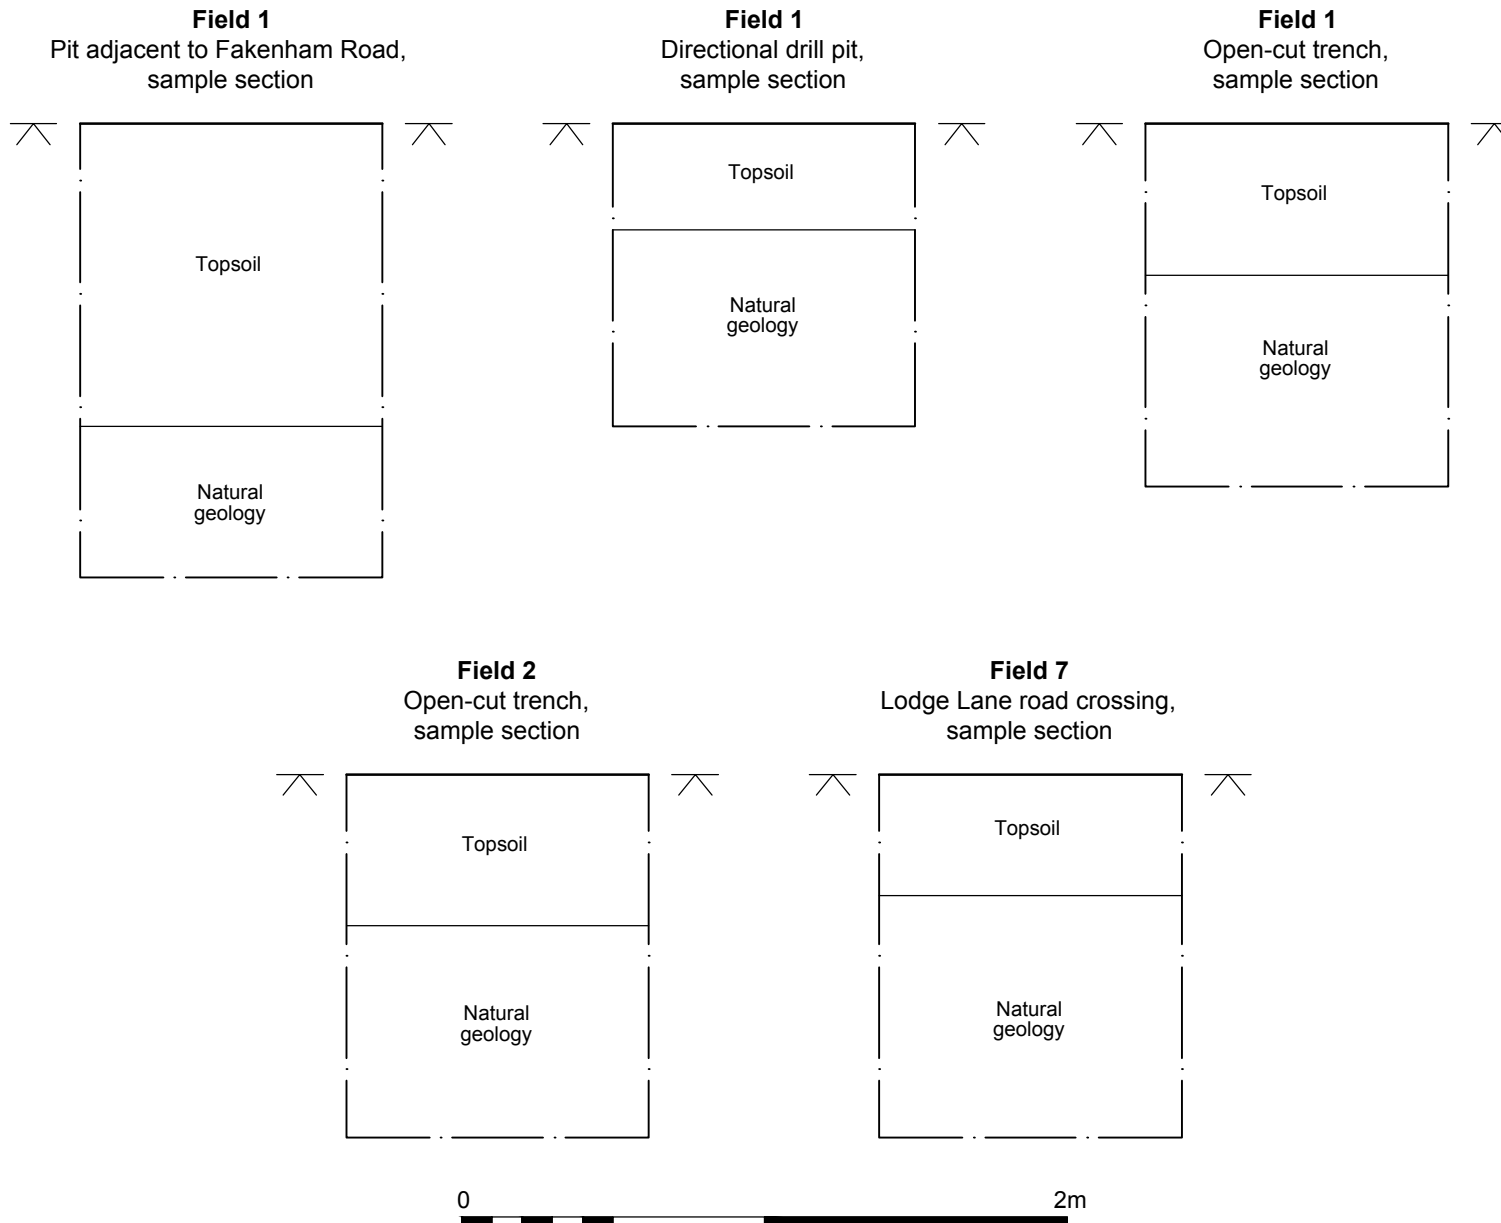 Field 1
Pit adjacent to Fakenham Road,
sample section
Topsoil
Natural
geology
Field 1
Directional drill pit,
sample section
Topsoil
Natural
geology
Field 1
Open-cut trench,
sample section
Topsoil
Natural
geology
Field 2
Open-cut trench,
sample section
Topsoil
Natural
geology
Field 7
Lodge Lane road crossing,
sample section
Topsoil
Natural
geology
0 2m